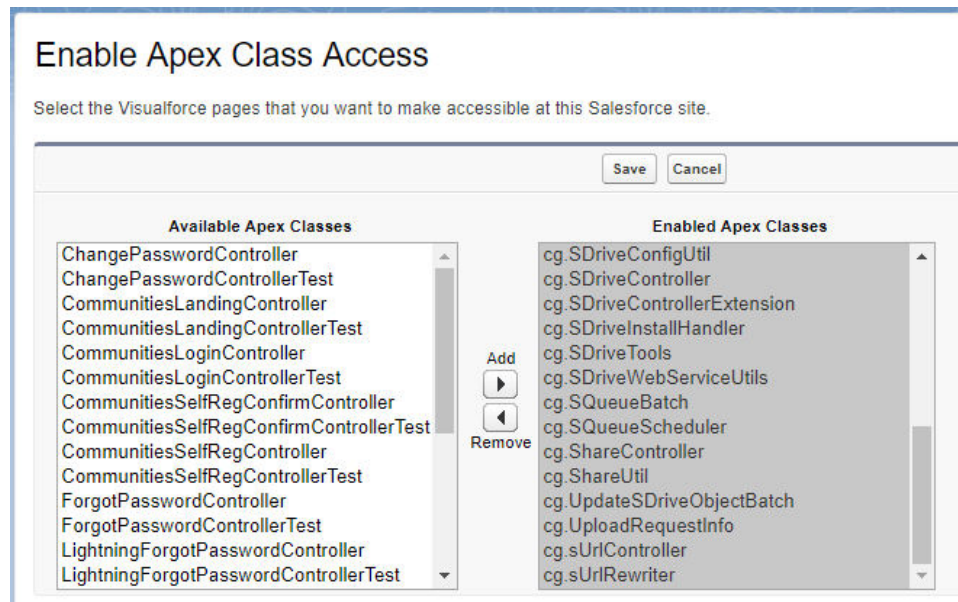 Enable Apex Class Access
Select the Visualforce pages that you want to make accessible at this Salesforce site.
Save Cancel
Available Apex Classes
ChangePasswordController
ChangePasswordControllerTest
CommunitiesLandingController
CommunitiesLandingControllerTest
CommunitiesLoginController
CommunitiesLoginControllerTest
CommunitiesSelfRegConfirmController
CommunitiesSelfRegConfirmControllerTest
CommunitiesSelfRegController
CommunitiesSelfRegControllerTest
ForgotPasswordController
ForgotPasswordControllerTest
LightningForgotPasswordController
LightningForgotPasswordControllerTest
Add
Remove
Enabled Apex Classes
cg.SDriveConfigUtil
cg.SDriveController
cg.SDriveControllerExtension
cg.SDriveInstallHandler
cg.SDriveTools
cg.SDriveWebServiceUtils
cg.SQueueBatch
cg.SQueueScheduler
cg.ShareController
cg.ShareUtil
cg.UpdateSDriveObjectBatch
cg.UploadRequestInfo
cg.sUrlController
cg.sUrlRewriter